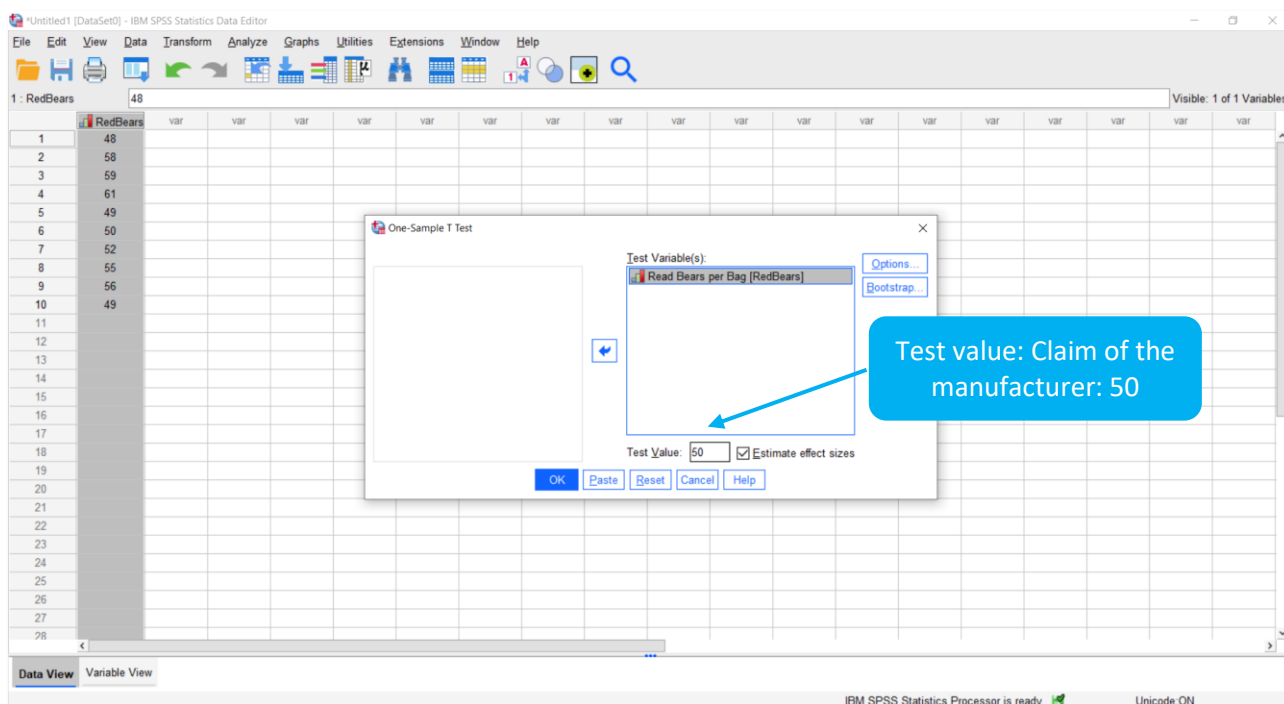 *Untitled1 [DataSet0] - IBM SPSS Statistics Data Editor
File Edit View Data Transform Analyze Graphs Utilities Extensions Window Help
1 : RedBears 48 Visible: 1 of 1 Variables
RedBears var var var var var var var var var var var var var var var var var var
1 48
2 58
3 59
4 61
5 49
6 50
7 52
8 55
9 56
10 49
11
12
13
14
15
16
17
18
19
20
21
22
23
24
25
26
27
28
One-Sample T Test
Test Variable(s):
Read Bears per Bag [RedBears]
Options...
Bootstrap...
Test value: Claim of the
manufacturer: 50
Test Value: 50 Estimate effect sizes
OK Paste Reset Cancel Help
Data View Variable View
IBM SPSS Statistics Processor is ready Unicode:ON